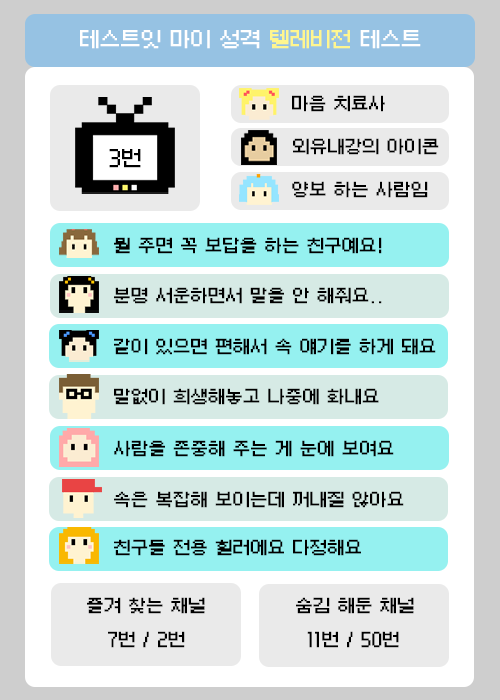 테스트잇 마이 성격 텔레비전 테스트
3번
마음 치료사
외유내강의 아이콘
양보 하는 사람임
뭘 주면 꼭 보답을 하는 친구예요!
분명 서운하면서 말을 안 해줘요..
같이 있으면 편해서 속 얘기를 하게 돼요
말없이 희생해놓고 나중에 화내요
사람을 존중해 주는 게 눈에 보여요
속은 복잡해 보이는데 꺼내질 않아요
친구들 전용 힐러예요 다정해요
즐겨 찾는 채널
7번 / 2번
숨김 해둔 채널
11번 / 50번